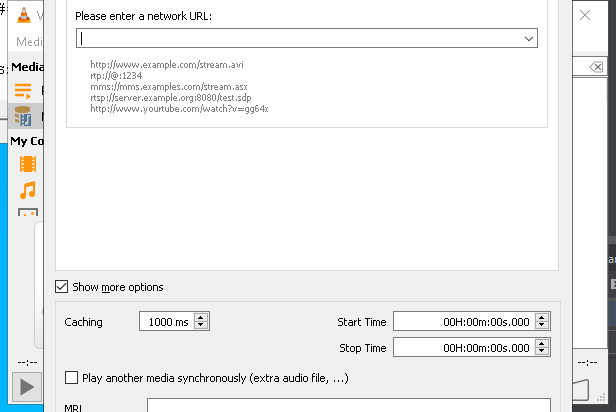 Please enter a network URL:
http://www.example.com/stream.avi
rtp://@:1234
mms://mms.examples.com/stream.asx
rtsp://server.example.org:8080/test.sdp
http://www.yourtube.com/watch?v=gg64x
Medi
Media
My Co
Show more options
Caching
1000 ms
Start Time
00H:00m:00s.000
Stop Time
00H:00m:00s.000
--:--
--:--
Play another media synchronously (extra audio file, ...)
MRL